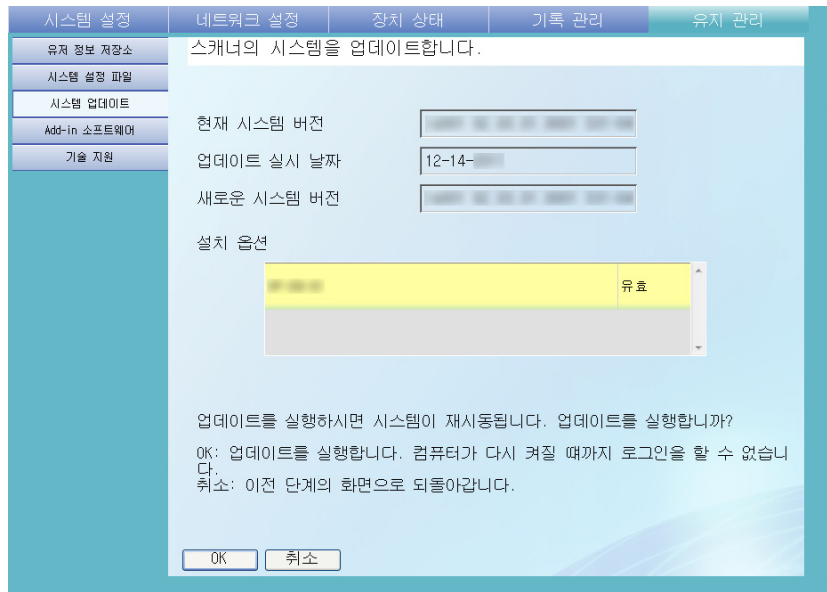 시스템 설정
네트워크 설정
장치 상태
기록 관리
유지 관리
유저 정보 저장소
시스템 설정 파일
시스템 업데이트
Add-in 소프트웨어
기술 지원
스캐너의 시스템을 업데이트합니다.
현재 시스템 버전
업데이트 실시 날짜
12-14-
새로운 시스템 버전
설치 옵션
유효
업데이트를 실행하시면 시스템이 재시동됩니다. 업데이트를 실행합니까?
OK: 업데이트를 실행합니다. 컴퓨터가 다시 켜질 때까지 로그인을 할 수 없습니
다.
취소: 이전 단계의 화면으로 되돌아갑니다.
OK
취소